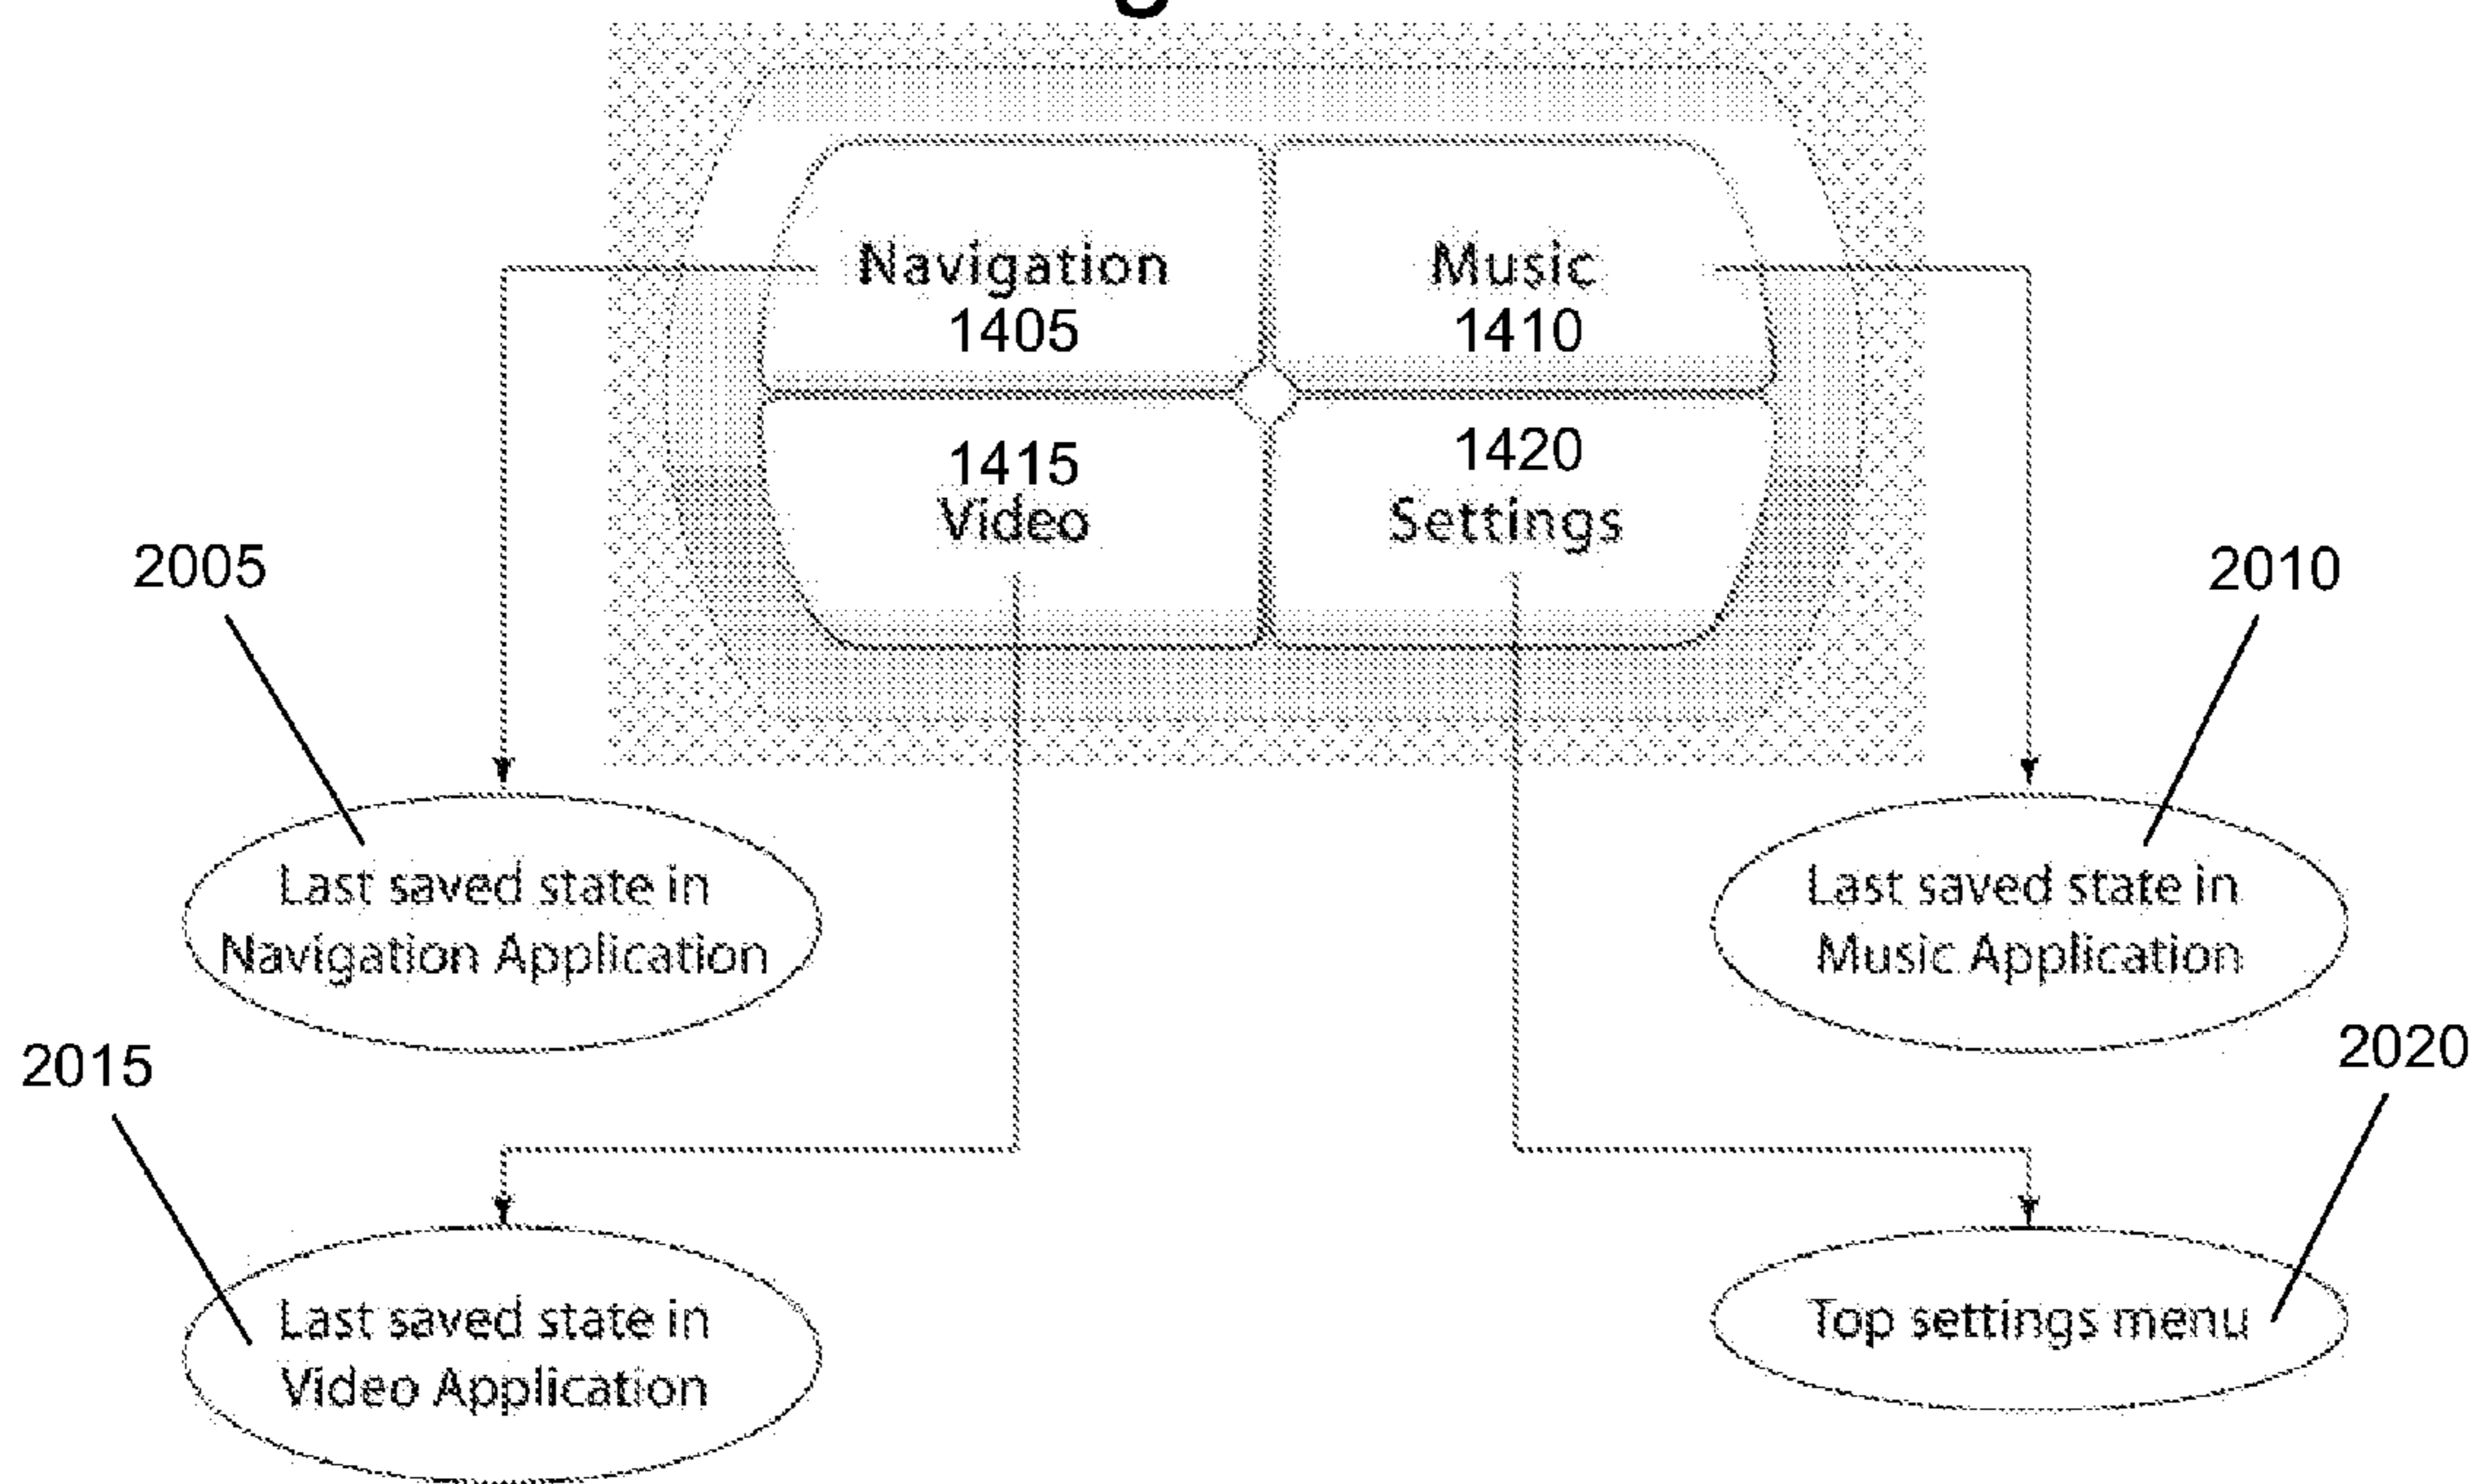 Navigation
1405
Music
1410
1415
Video
1420
Settings
2005
2010
Last saved state in
Navigation Application
Last saved state in
Music Application
2015
2020
Last saved state in
Video Application
Top settings menu